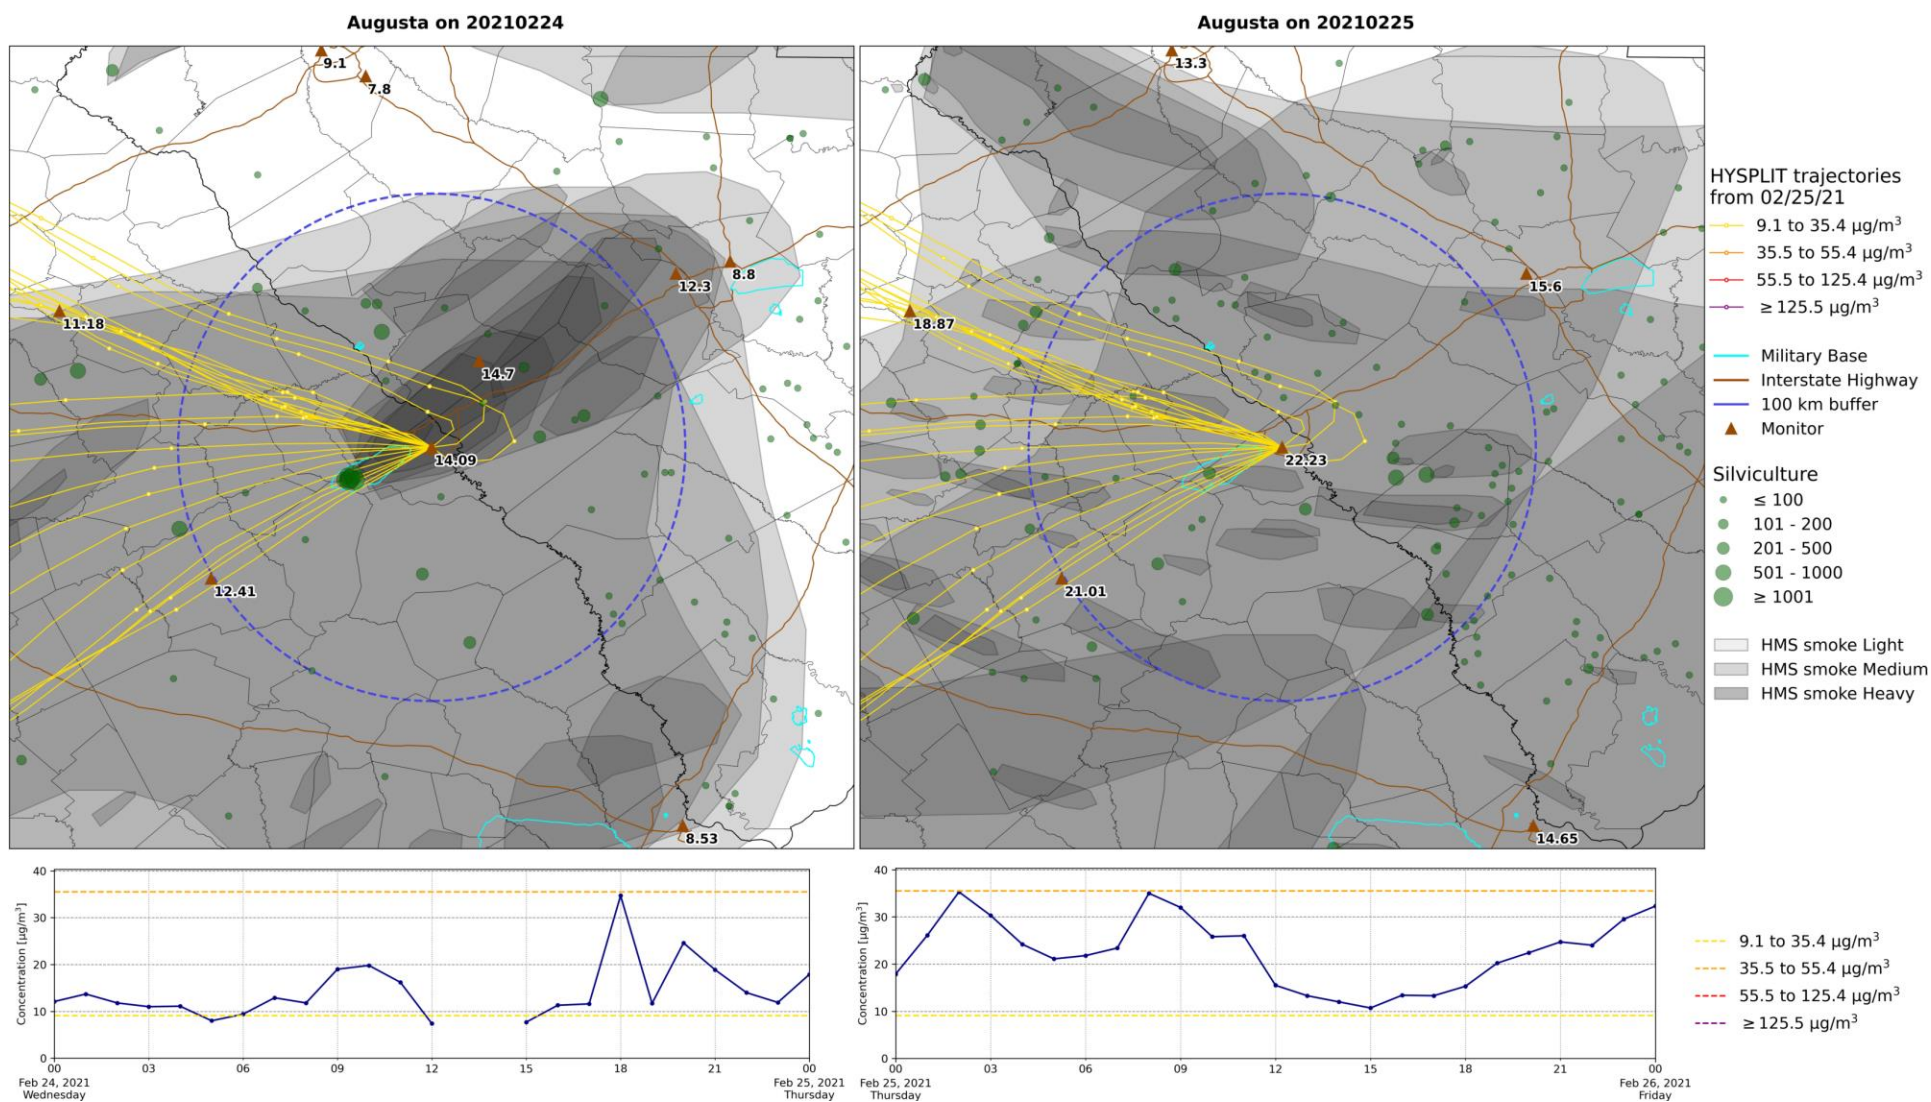 Augusta on 20210224
9.1
7.8
11.18
12.3
8.8
14.7
14.09
12.41
8.53
Augusta on 20210225
13.3
18.87
15.6
22.23
21.01
14.65
HYSPLIT trajectories
from 02/25/21
9.1 to 35.4 μg/m³
35.5 to 55.4 μg/m³
55.5 to 125.4 μg/m³
≥ 125.5 μg/m³
Military Base
Interstate Highway
100 km buffer
Monitor
Silviculture
≤ 100
101 - 200
201 - 500
501 - 1000
≥ 1001
HMS smoke Light
HMS smoke Medium
HMS smoke Heavy
Concentration [μg/m³]
40
30
20
10
0
00 03 06 09 12 15 18 21 00
Feb 24, 2021 Feb 25, 2021
Wednesday Thursday
Concentration [μg/m³]
40
30
20
10
0
00 03 06 09 12 15 18 21 00
Feb 25, 2021 Feb 26, 2021
Thursday Friday
9.1 to 35.4 μg/m³
35.5 to 55.4 μg/m³
55.5 to 125.4 μg/m³
≥ 125.5 μg/m³